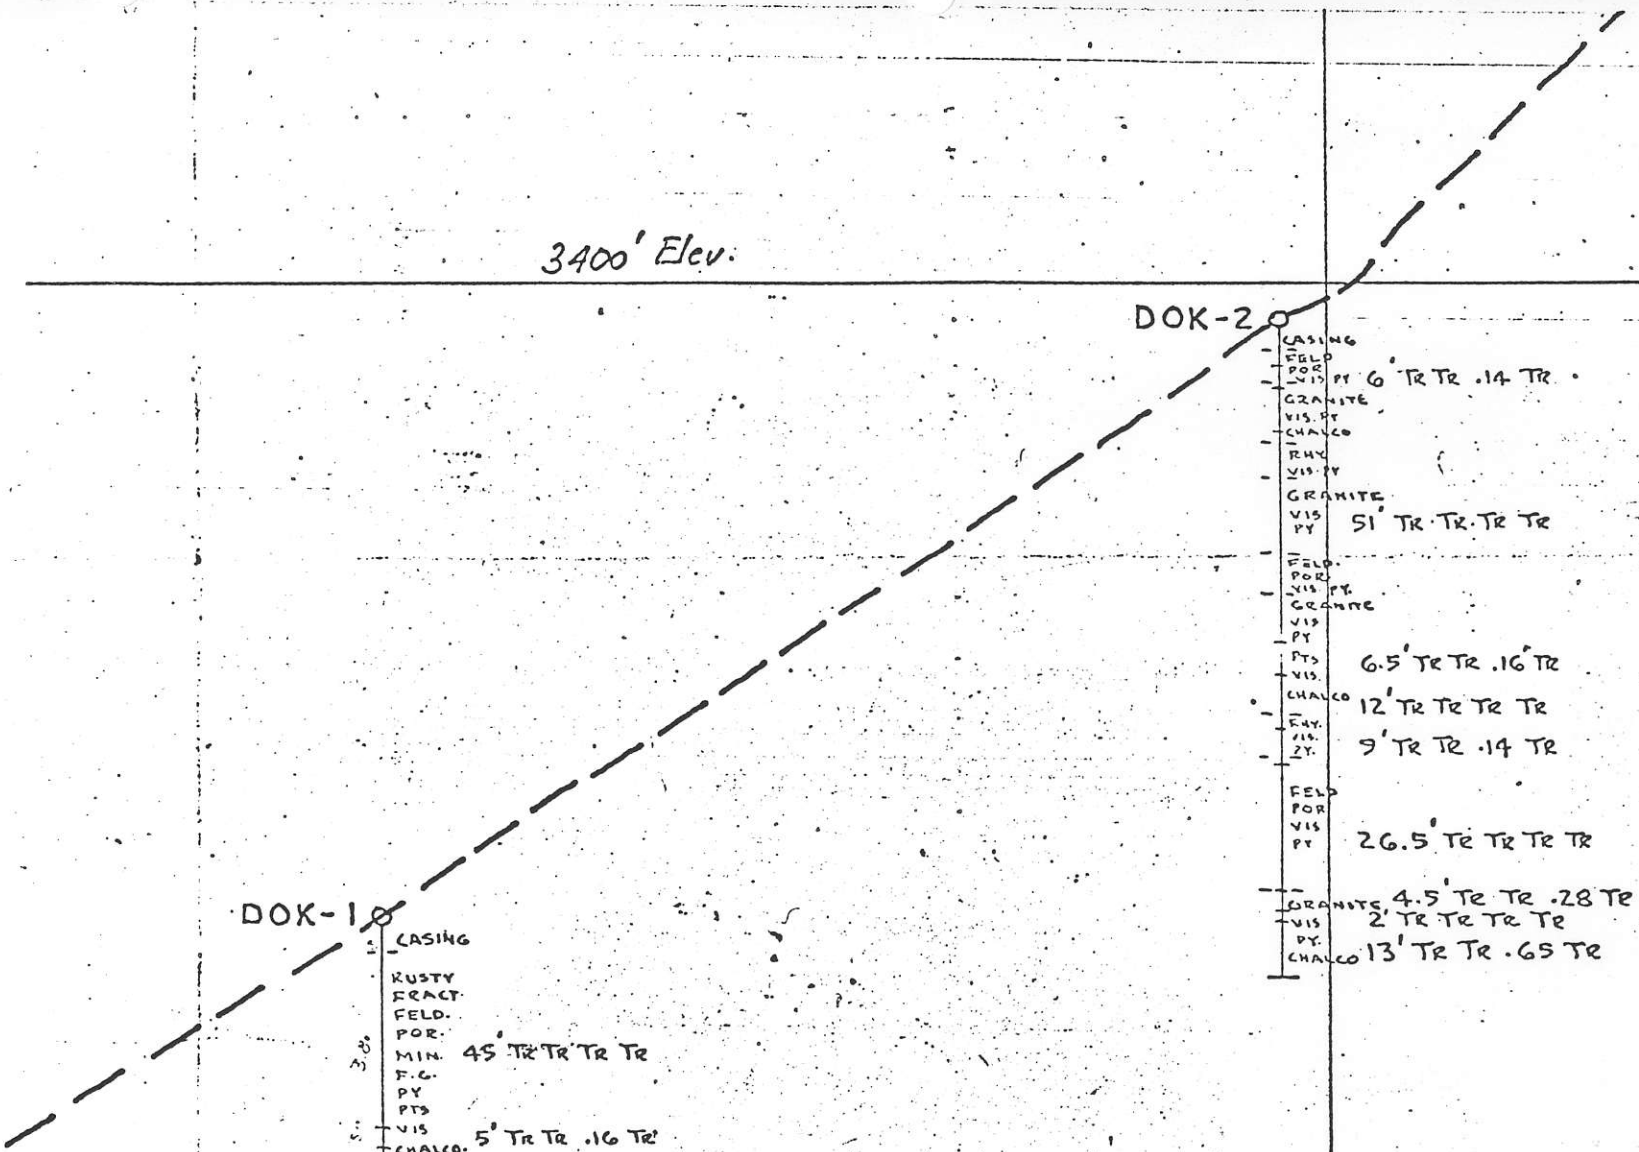 3400' Elev.
DOK-2
CASING
FELD
POR
VIS PY 6' TR TR .14 TR
GRANITE
VIS. PY
CHALCO
RHY
VIS PY
GRANITE
VIS
PY 51' TR. TR. TR TR
FELD.
POR
VIS PY.
GRANITE
VIS
PY
PTS 6.5' TR TR .16 TR
VIS.
CHALCO 12' TR TR TR TR
RHY.
VIS.
PY. 9' TR TR .14 TR
FELD
POR
VIS
PY 26.5' TR TR TR TR
GRANITE 4.5' TR TR .28 TR
VIS 2' TR TR TR TR
PY.
CHALCO 13' TR TR .65 TR
DOK-1
CASING
RUSTY
FRACT.
FELD.
POR.
MIN. 45' TR TR TR TR
F.G.
PY
PTS
VIS
CHALCO. 5' TR TR .16 TR